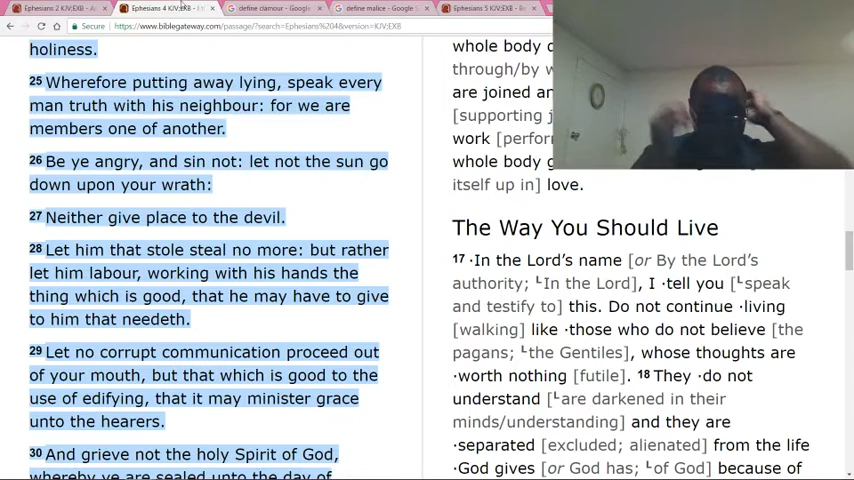 Ephesians 2 KJV;EXB
Ephesians 4 KJV;EXB
define clamour - Google
define malice - Google S
Ephesians 5 KJV;EXB
Secure
https://www.biblegateway.com/passage/?search=Ephesians%204&version=KJV;EXB
holiness.
25 Wherefore putting away lying, speak every
man truth with his neighbour: for we are
members one of another.
26 Be ye angry, and sin not: let not the sun go
down upon your wrath:
27 Neither give place to the devil.
28 Let him that stole steal no more: but rather
let him labour, working with his hands the
thing which is good, that he may have to give
to him that needeth.
29 Let no corrupt communication proceed out
of your mouth, but that which is good to the
use of edifying, that it may minister grace
unto the hearers.
30 And grieve not the holy Spirit of God,
whereby ye are sealed unto the day of
whole body
through/by
are joined
[supporting
work [perform
whole body
itself up in] love.
The Way You Should Live
17 ·In the Lord's name [or By the Lord's
authority; ᴸIn the Lord], I ·tell you [ᴸspeak
and testify to] this. Do not continue ·living
[walking] like ·those who do not believe [the
pagans; ᴸthe Gentiles], whose thoughts are
·worth nothing [futile]. 18 They ·do not
understand [ᴸare darkened in their
minds/understanding] and they are
·separated [excluded; alienated] from the life
·God gives [or God has; ᴸof God] because of